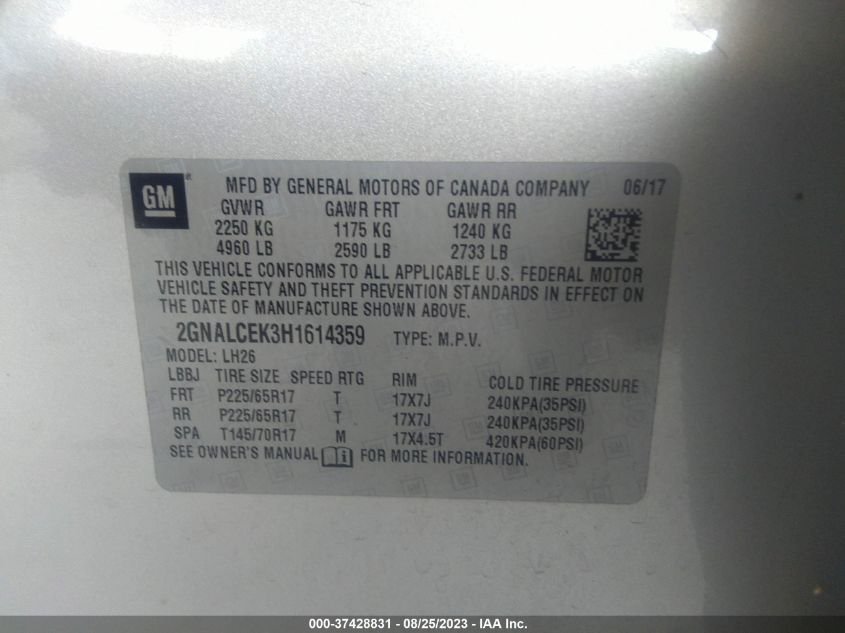 GM
MFD BY GENERAL MOTORS OF CANADA COMPANY 06/17
GVWR GAWR FRT GAWR RR
2250 KG 1175 KG 1240 KG
4960 LB 2590 LB 2733 LB
THIS VEHICLE CONFORMS TO ALL APPLICABLE U.S. FEDERAL MOTOR
VEHICLE SAFETY AND THEFT PREVENTION STANDARDS IN EFFECT ON
THE DATE OF MANUFACTURE SHOWN ABOVE.
2GNALCEK3H1614359 TYPE: M.P.V.
MODEL: LH26
LBBJ TIRE SIZE SPEED RTG RIM COLD TIRE PRESSURE
FRT P225/65R17 T 17X7J 240KPA(35PSI)
RR P225/65R17 T 17X7J 240KPA(35PSI)
SPA T145/70R17 M 17X4.5T 420KPA(60PSI)
SEE OWNER'S MANUAL i FOR MORE INFORMATION.
000-37428831 - 08/25/2023 - IAA Inc.